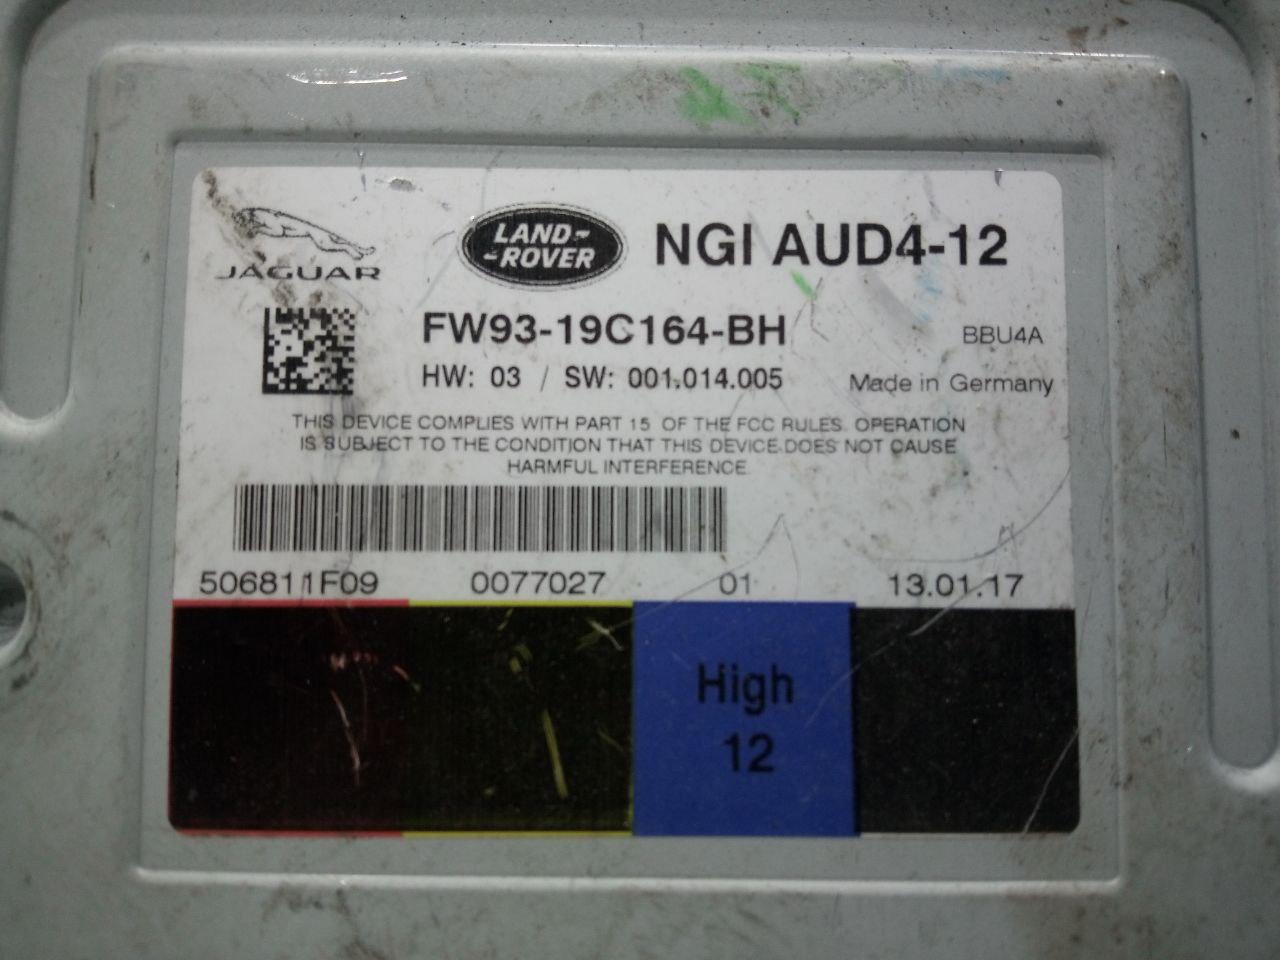 JAGUAR
LAND-
-ROVER
NGI AUD4-12
FW93-19C164-BH
BBU4A
HW: 03 / SW: 001.014.005
Made in Germany
THIS DEVICE COMPLIES WITH PART 15 OF THE FCC RULES. OPERATION
IS SUBJECT TO THE CONDITION THAT THIS DEVICE DOES NOT CAUSE
HARMFUL INTERFERENCE.
506811F09 0077027 01 13.01.17
High
12